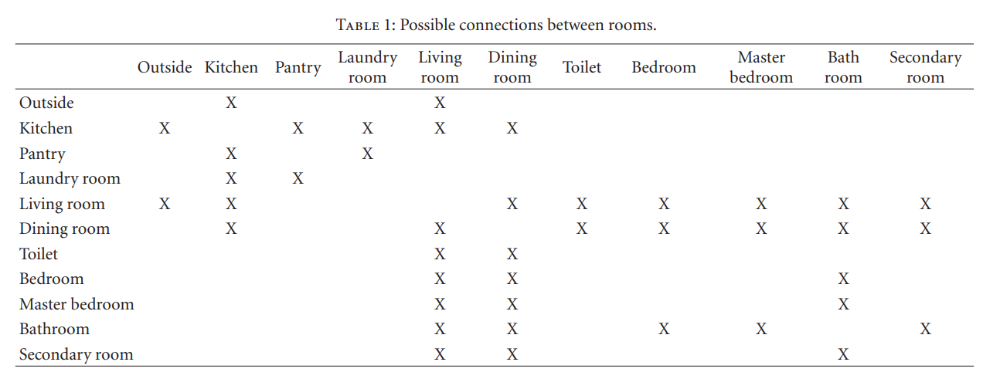 TABLE 1: Possible connections between rooms.
Outside Kitchen Pantry Laundry room Living room Dining room Toilet Bedroom Master bedroom Bath room Secondary room
Outside X X
Kitchen X X X X X
Pantry X X
Laundry room X X
Living room X X X X X X X X
Dining room X X X X X X X
Toilet X X
Bedroom X X X
Master bedroom X X X
Bathroom X X X X X
Secondary room X X X